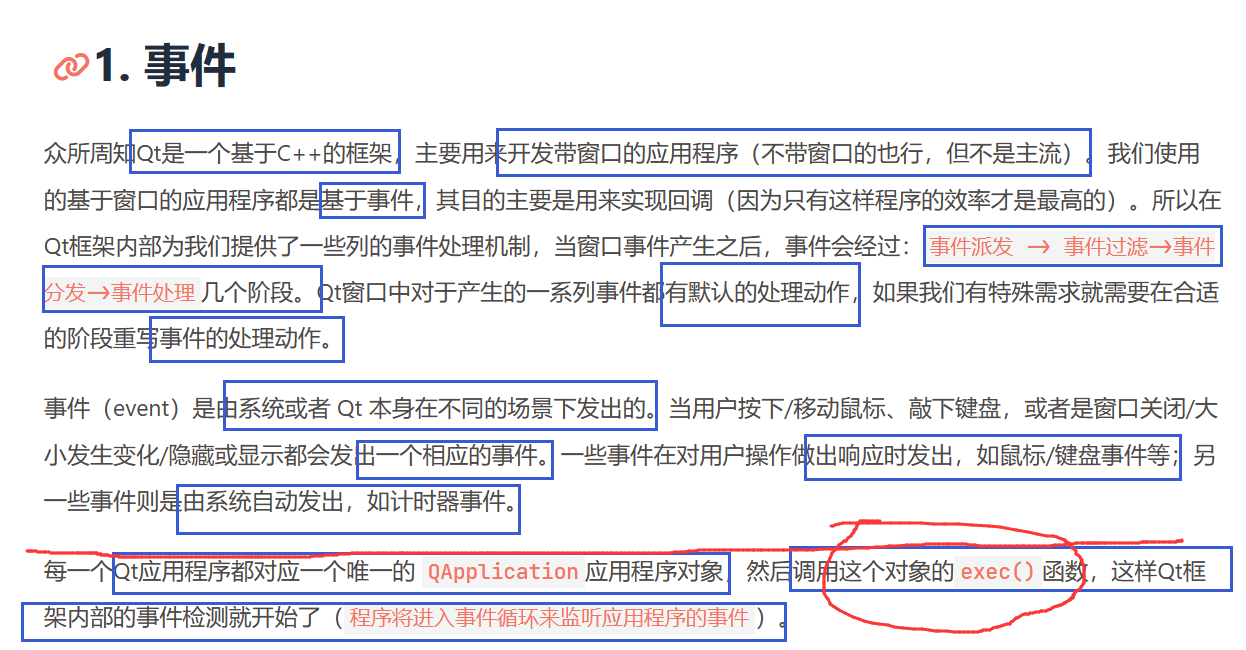 1. 事件
众所周知Qt是一个基于C++的框架，主要用来开发带窗口的应用程序（不带窗口的也行，但不是主流）。我们使用
的基于窗口的应用程序都是基于事件，其目的主要是用来实现回调（因为只有这样程序的效率才是最高的）。所以在
Qt框架内部为我们提供了一些列的事件处理机制，当窗口事件产生之后，事件会经过：事件派发 -> 事件过滤->事件
分发->事件处理几个阶段。Qt窗口中对于产生的一系列事件都有默认的处理动作，如果我们有特殊需求就需要在合适
的阶段重写事件的处理动作。
事件（event）是由系统或者 Qt 本身在不同的场景下发出的。当用户按下/移动鼠标、敲下键盘，或者是窗口关闭/大
小发生变化/隐藏或显示都会发出一个相应的事件。一些事件在对用户操作做出响应时发出，如鼠标/键盘事件等；另
一些事件则是由系统自动发出，如计时器事件。
每一个Qt应用程序都对应一个唯一的 QApplication应用程序对象，然后调用这个对象的 exec() 函数，这样Qt框
架内部的事件检测就开始了（程序将进入事件循环来监听应用程序的事件）。